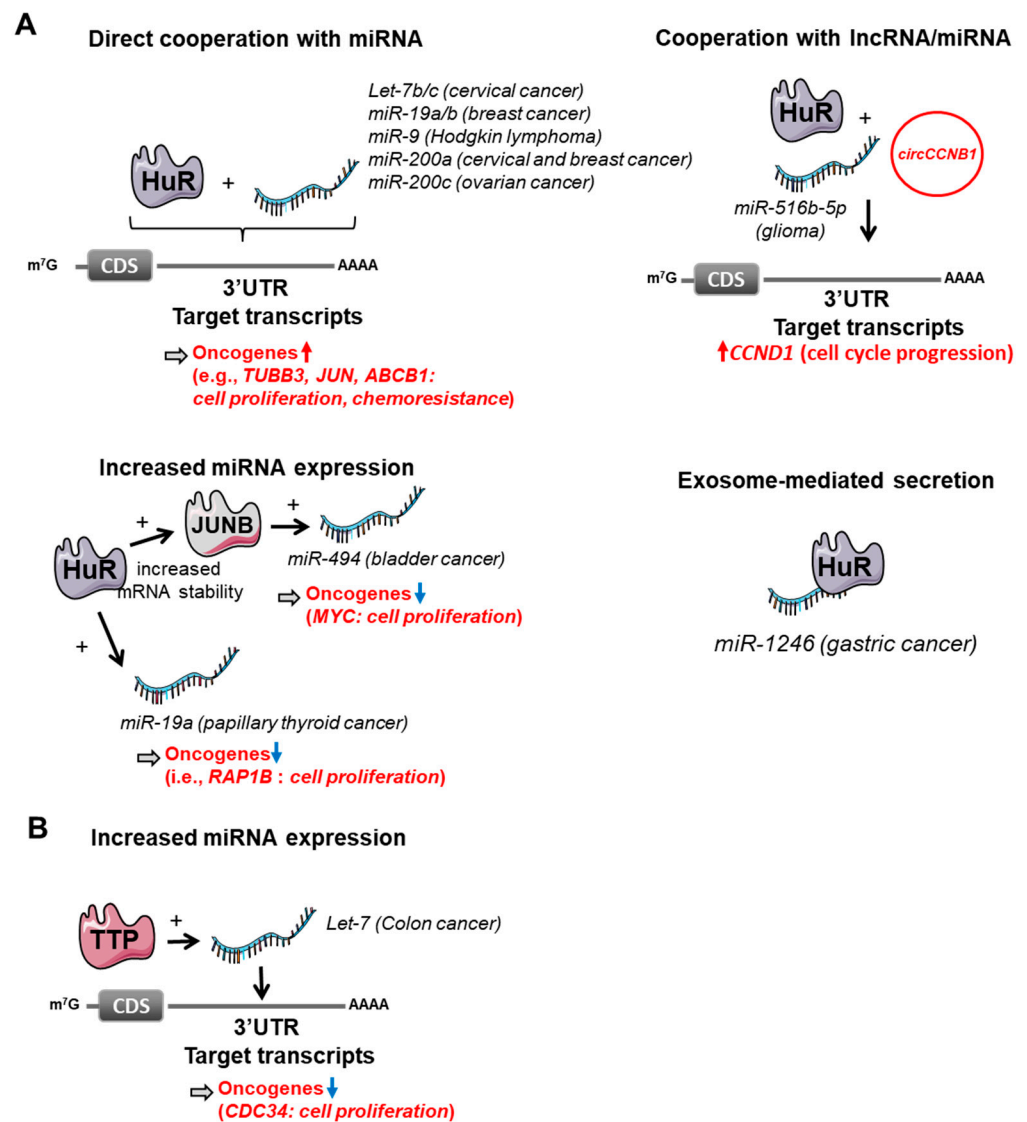 A
Direct cooperation with miRNA
Let-7b/c (cervical cancer)
miR-19a/b (breast cancer)
miR-9 (Hodgkin lymphoma)
miR-200a (cervical and breast cancer)
miR-200c (ovarian cancer)
HuR
+
m⁷G
CDS
AAAA
3’UTR
Target transcripts
Oncogenes
(e.g., TUBB3, JUN, ABCB1:
cell proliferation, chemoresistance)
Cooperation with lncRNA/miRNA
HuR
+
circCCNB1
miR-516b-5p
(glioma)
m⁷G
CDS
AAAA
3’UTR
Target transcripts
CCND1 (cell cycle progression)
Increased miRNA expression
HuR
+
increased
mRNA stability
JUNB
+
miR-494 (bladder cancer)
Oncogenes
(MYC: cell proliferation)
+
miR-19a (papillary thyroid cancer)
Oncogenes
(i.e., RAP1B : cell proliferation)
Exosome-mediated secretion
HuR
miR-1246 (gastric cancer)
B
Increased miRNA expression
TTP
+
Let-7 (Colon cancer)
m⁷G
CDS
AAAA
3’UTR
Target transcripts
Oncogenes
(CDC34: cell proliferation)